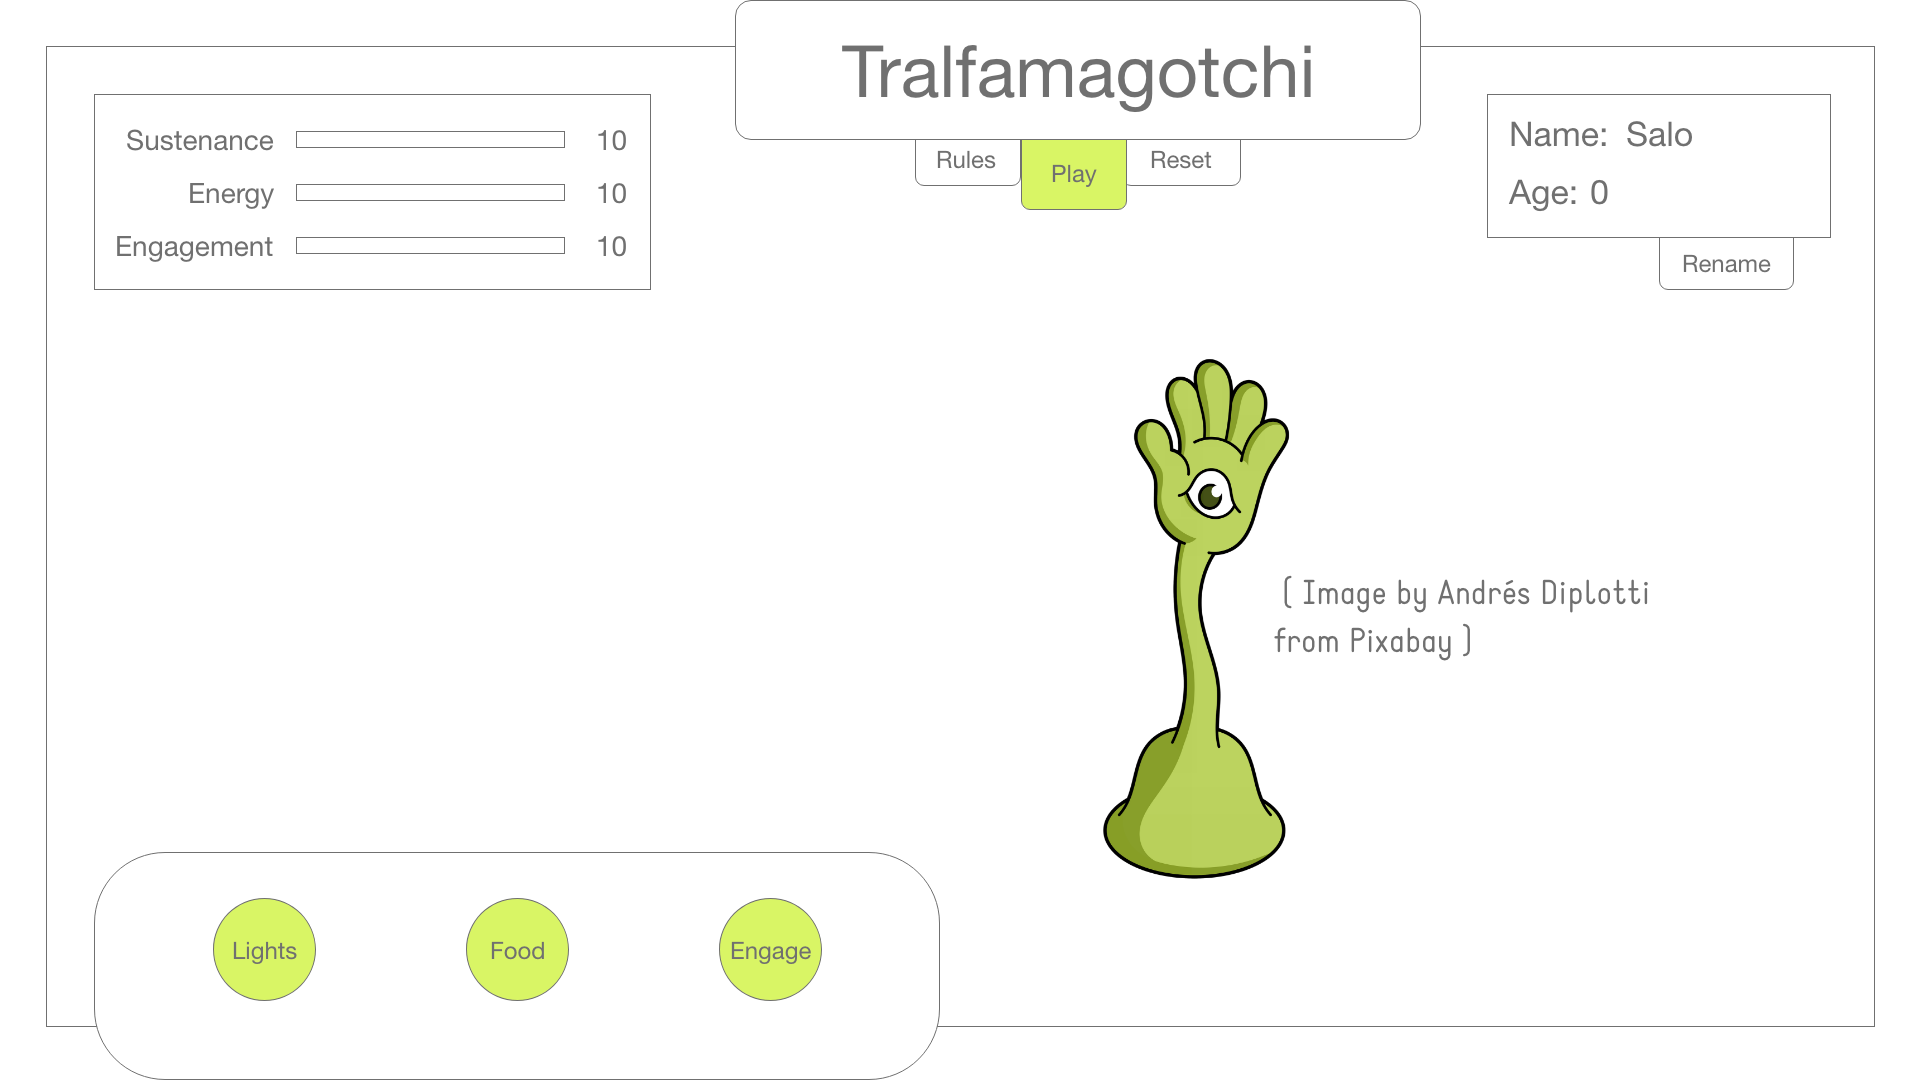 Tralfamagotchi
Rules
Play
Reset
Sustenance 10
Energy 10
Engagement 10
Name: Salo
Age: 0
Rename
( Image by Andrés Diplotti
from Pixabay )
Lights
Food
Engage